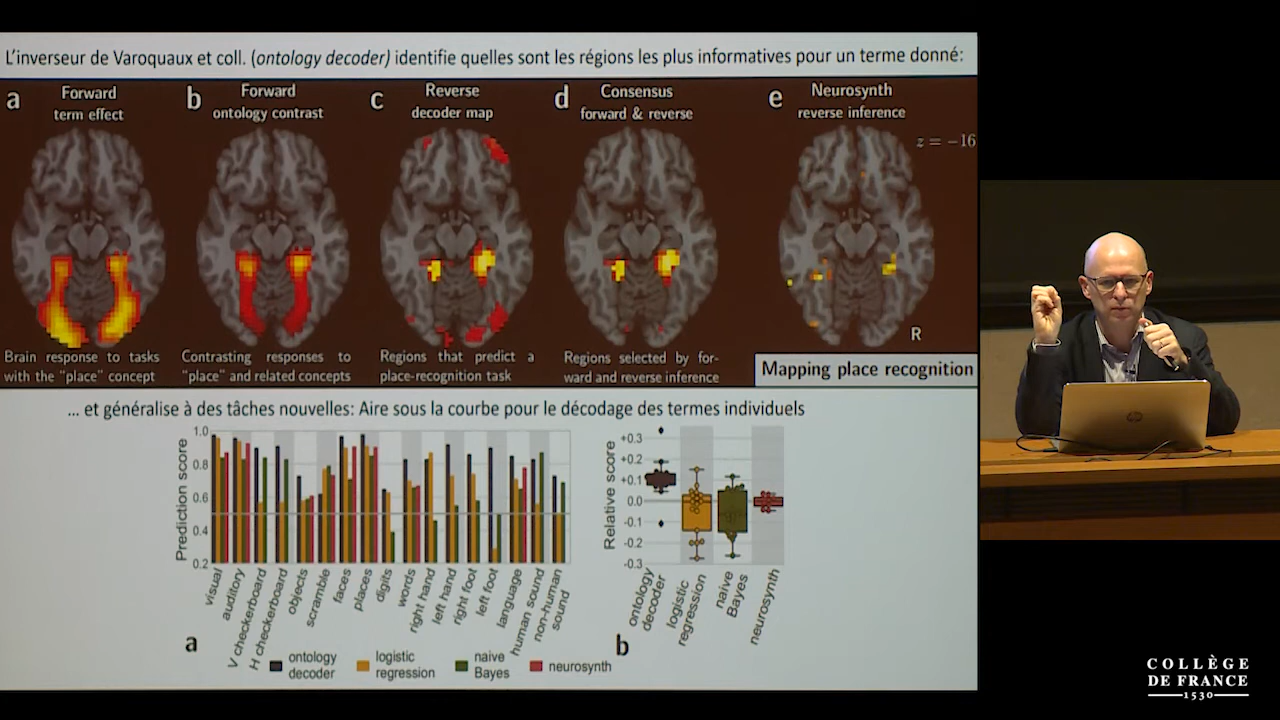 L'inverseur de Varoquaux et coll. (ontology decoder) identifie quelles sont les régions les plus informatives pour un terme donné:
a
Forward
term effect
b
Forward
ontology contrast
c
Reverse
decoder map
d
Consensus
forward & reverse
e
Neurosynth
reverse inference
z = −16
R
Brain response to tasks
with the "place" concept
Contrasting responses to
"place" and related concepts
Regions that predict a
place-recognition task
Regions selected by for-
ward and reverse inference
Mapping place recognition
... et généralise à des tâches nouvelles: Aire sous la courbe pour le décodage des termes individuels
Prediction score
1.0
0.8
0.6
0.4
0.2
visual
auditory
V checkerboard
H checkerboard
objects
scramble
faces
places
digits
words
right hand
left hand
right foot
left foot
language
human sound
non-human
sound
a
ontology
decoder
logistic
regression
naive
Bayes
neurosynth
Relative score
+0.3
+0.2
+0.1
0.0
-0.1
-0.2
-0.3
ontology
decoder
logistic
regression
naive
Bayes
neurosynth
b
hp
COLLÈGE
DE FRANCE
1530